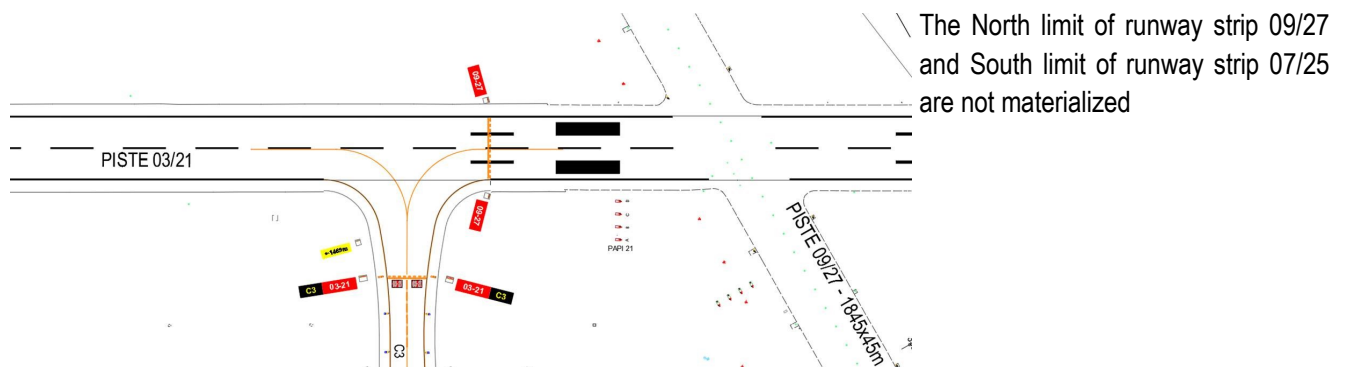 The North limit of runway strip 09/27
and South limit of runway strip 07/25
are not materialized
09-27
PISTE 03/21
09-27
PAPI 21
←1469m
C3 03-21
03-21 C3
C3
PISTE 09/27 - 1845x45m